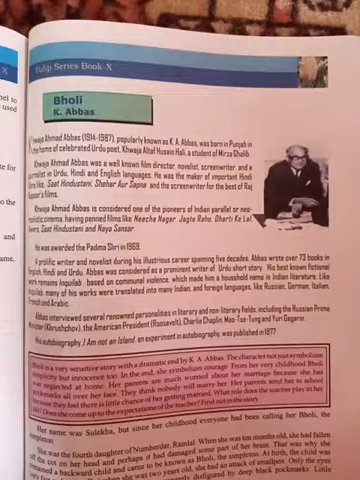 X
Tulip Series Book-X
Bholi
K. Abbas
nel to
used
Khwaja Ahmad Abbas (1914-1987), popularly known as K. A. Abbas, was born in Punjab in
the home of celebrated Urdu poet, Khwaja Altaf Husain Hali, a student of Mirza Ghalib.
Khwaja Ahmad Abbas was a well known film director, novelist, screenwriter, and a
journalist in Urdu, Hindi and English languages. He was the maker of important Hindi
films like, Saat Hindustani, Shehar Aur Sapna and the screenwriter for the best of Raj
Kapoor's films.
te for
Khwaja Ahmad Abbas is considered one of the pioneers of Indian parallel or neo-
realistic cinema, having penned films like Neecha Nagar, Jagte Raho, Dharti Ke Lal
Jawara, Saat Hindustani and Naya Sansar
o the
He was awarded the Padma Shri in 1969.
and
ame.
A prolific writer and novelist during his illustrious career spanning five decades. Abbas wrote over 73 books in
English, Hindi and Urdu. Abbas was considered as a prominent writer of Urdu short story. His best known fictional
work remains Inquilab, based on communal violence, which made him a household name in Indian literature. Like
Inquilab, many of his works were translated into many Indian, and foreign languages, like Russian, German, Italian,
French and Arabic.
Abbas interviewed several renowned personalities in literary and non-literary fields, including the Russian Prime
Minister (Khrushchov), the American President (Roosevelt), Charlie Chaplin, Mao-Tse-Tung and Yuri Gagarin.
His autobiography, I Am not an Island, an experiment in autobiography, was published in 1977
Bholi is a very sensitive story with a dramatic end by K. A. Abbas. The character not just symbolizes
simplicity but innocence too. In the end, she symbolizes courage. From her very childhood Bholi
was neglected at home. Her parents are much worried about her marriage because she has
pockmarks all over her face. They think nobody will marry her. Her parents send her to school
because they feel there is little chance of her getting married. What role does the teacher play in her
life? Does she come up to the expectations of the teacher? Find out in the story.
Her name was Sulekha, but since her childhood everyone had been calling her Bholi, the
simpleton.
She was the fourth daughter of Numberdar, Ramlal. When she was ten months old, she had fallen
off the cot on her head and perhaps it had damaged some part of her brain. That was why she
remained a backward child and came to be known as Bholi, the simpleton. At birth, the child was
when she was two years old, she had an attack of smallpox. Only the eyes
disfigured by deep black pockmarks. Little